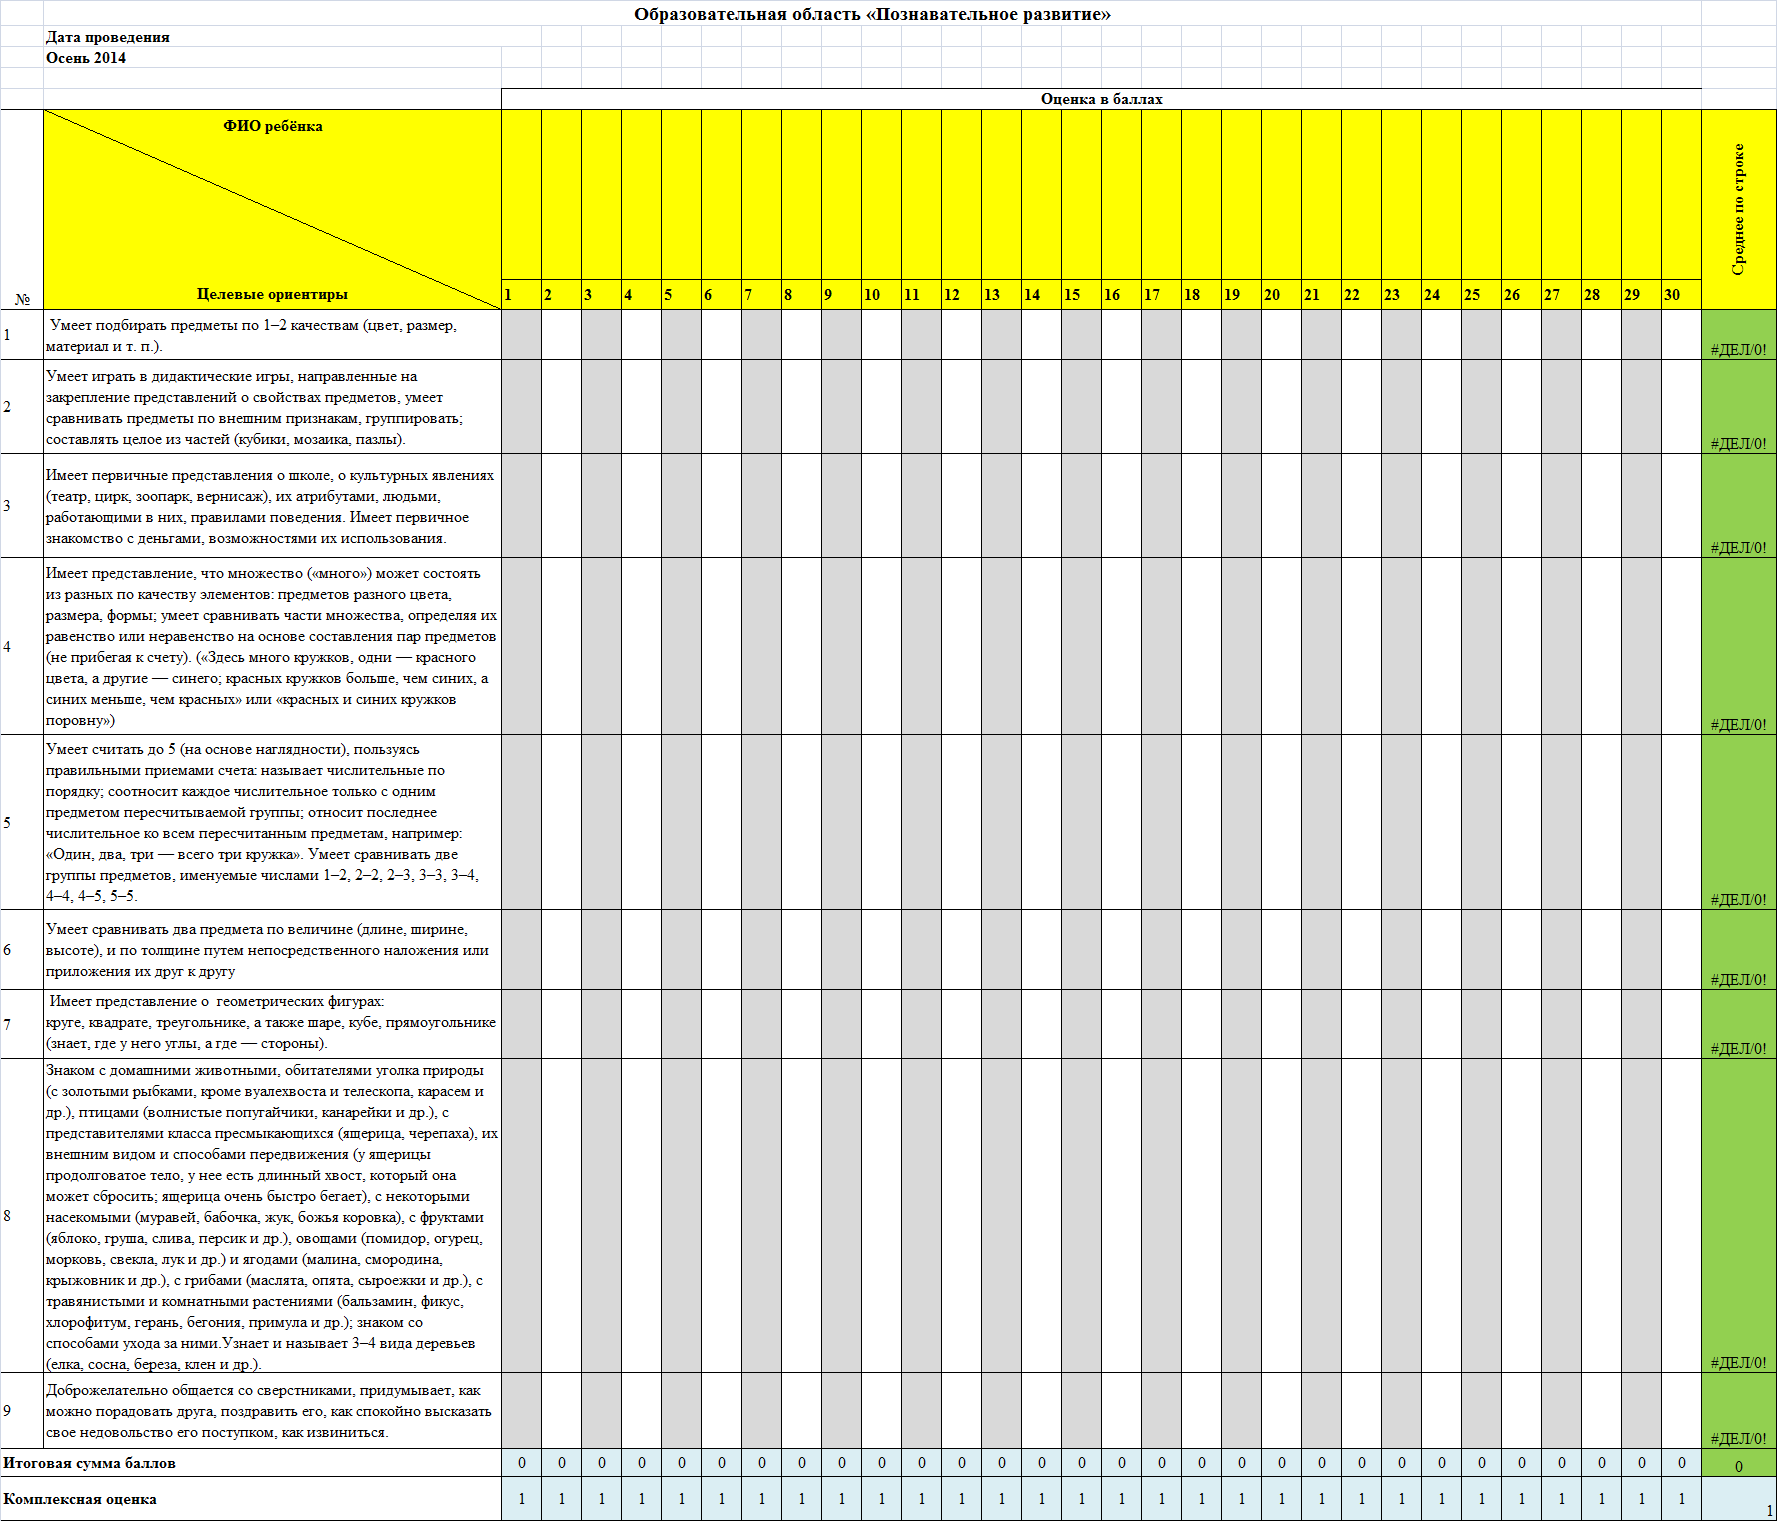 Образовательная область «Познавательное развитие»
Дата проведения
Осень 2014
Оценка в баллах
ФИО ребёнка
Среднее по строке
№
Целевые ориентиры
1 2 3 4 5 6 7 8 9 10 11 12 13 14 15 16 17 18 19 20 21 22 23 24 25 26 27 28 29 30
1
Умеет подбирать предметы по 1–2 качествам (цвет, размер,
материал и т. п.).
#ДЕЛ/0!
2
Умеет играть в дидактические игры, направленные на
закрепление представлений о свойствах предметов, умеет
сравнивать предметы по внешним признакам, группировать;
составлять целое из частей (кубики, мозаика, пазлы).
#ДЕЛ/0!
3
Имеет первичные представления о школе, о культурных явлениях
(театр, цирк, зоопарк, вернисаж), их атрибутами, людьми,
работающими в них, правилами поведения. Имеет первичное
знакомство с деньгами, возможностями их использования.
#ДЕЛ/0!
4
Имеет представление, что множество («много») может состоять
из разных по качеству элементов: предметов разного цвета,
размера, формы; умеет сравнивать части множества, определяя их
равенство или неравенство на основе составления пар предметов
(не прибегая к счету). («Здесь много кружков, одни — красного
цвета, а другие — синего; красных кружков больше, чем синих, а
синих меньше, чем красных» или «красных и синих кружков
поровну»)
#ДЕЛ/0!
5
Умеет считать до 5 (на основе наглядности), пользуясь
правильными приемами счета: называет числительные по
порядку; соотносит каждое числительное только с одним
предметом пересчитываемой группы; относит последнее
числительное ко всем пересчитанным предметам, например:
«Один, два, три — всего три кружка». Умеет сравнивать две
группы предметов, именуемые числами 1–2, 2–2, 2–3, 3–3, 3–4,
4–4, 4–5, 5–5.
#ДЕЛ/0!
6
Умеет сравнивать два предмета по величине (длине, ширине,
высоте), и по толщине путем непосредственного наложения или
приложения их друг к другу
#ДЕЛ/0!
7
Имеет представление о  геометрических фигурах:
круге, квадрате, треугольнике, а также шаре, кубе, прямоугольнике
(знает, где у него углы, а где — стороны).
#ДЕЛ/0!
8
Знаком с домашними животными, обитателями уголка природы
(с золотыми рыбками, кроме вуалехвоста и телескопа, карасем и
др.), птицами (волнистые попугайчики, канарейки и др.), с
представителями класса пресмыкающихся (ящерица, черепаха), их
внешним видом и способами передвижения (у ящерицы
продолговатое тело, у нее есть длинный хвост, который она
может сбросить; ящерица очень быстро бегает), с некоторыми
насекомыми (муравей, бабочка, жук, божья коровка), с фруктами
(яблоко, груша, слива, персик и др.), овощами (помидор, огурец,
морковь, свекла, лук и др.) и ягодами (малина, смородина,
крыжовник и др.), с грибами (маслята, опята, сыроежки и др.), с
травянистыми и комнатными растениями (бальзамин, фикус,
хлорофитум, герань, бегония, примула и др.); знаком со
способами ухода за ними.Узнает и называет 3–4 вида деревьев
(елка, сосна, береза, клен и др.).
#ДЕЛ/0!
9
Доброжелательно общается со сверстниками, придумывает, как
можно порадовать друга, поздравить его, как спокойно высказать
свое недовольство его поступком, как извиниться.
#ДЕЛ/0!
Итоговая сумма баллов 0 0 0 0 0 0 0 0 0 0 0 0 0 0 0 0 0 0 0 0 0 0 0 0 0 0 0 0 0 0 0
Комплексная оценка 1 1 1 1 1 1 1 1 1 1 1 1 1 1 1 1 1 1 1 1 1 1 1 1 1 1 1 1 1 1 1